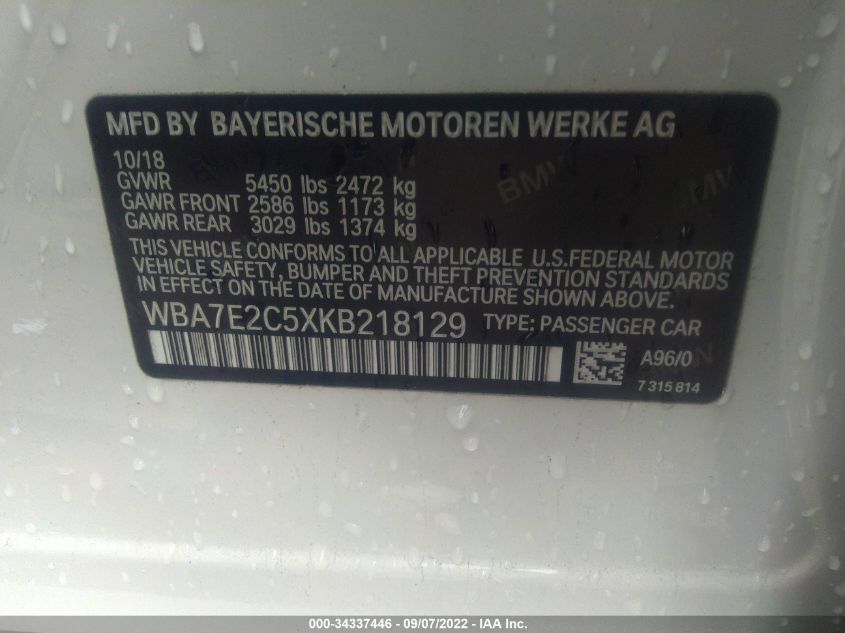 MFD BY BAYERISCHE MOTOREN WERKE AG
10/18
GVWR 5450 lbs 2472 kg
GAWR FRONT 2586 lbs 1173 kg
GAWR REAR 3029 lbs 1374 kg
THIS VEHICLE CONFORMS TO ALL APPLICABLE U.S.FEDERAL MOTOR
VEHICLE SAFETY, BUMPER AND THEFT PREVENTION STANDARDS
IN EFFECT ON THE DATE OF MANUFACTURE SHOWN ABOVE.
WBA7E2C5XKB218129 TYPE: PASSENGER CAR
A96/0
7 315 814
BMW
000-34337446 - 09/07/2022 - IAA Inc.